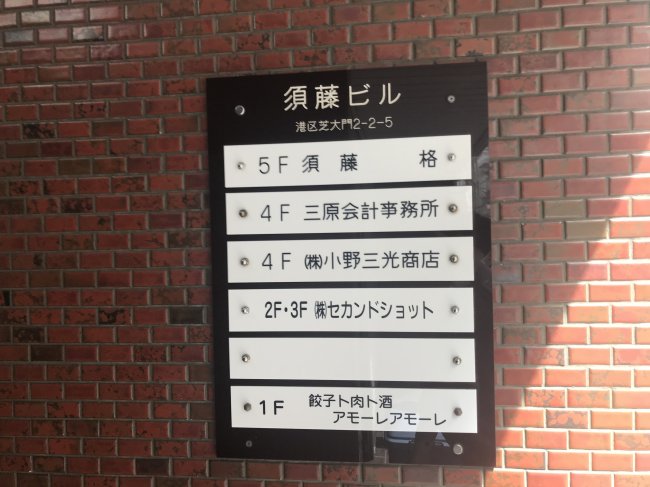 須藤ビル
港区芝大門2-2-5
5F 須藤 格
4F 三原会計事務所
4F ㈱小野三光商店
2F・3F ㈱セカンドショット
1F 餃子ト肉ト酒
アモーレアモーレ